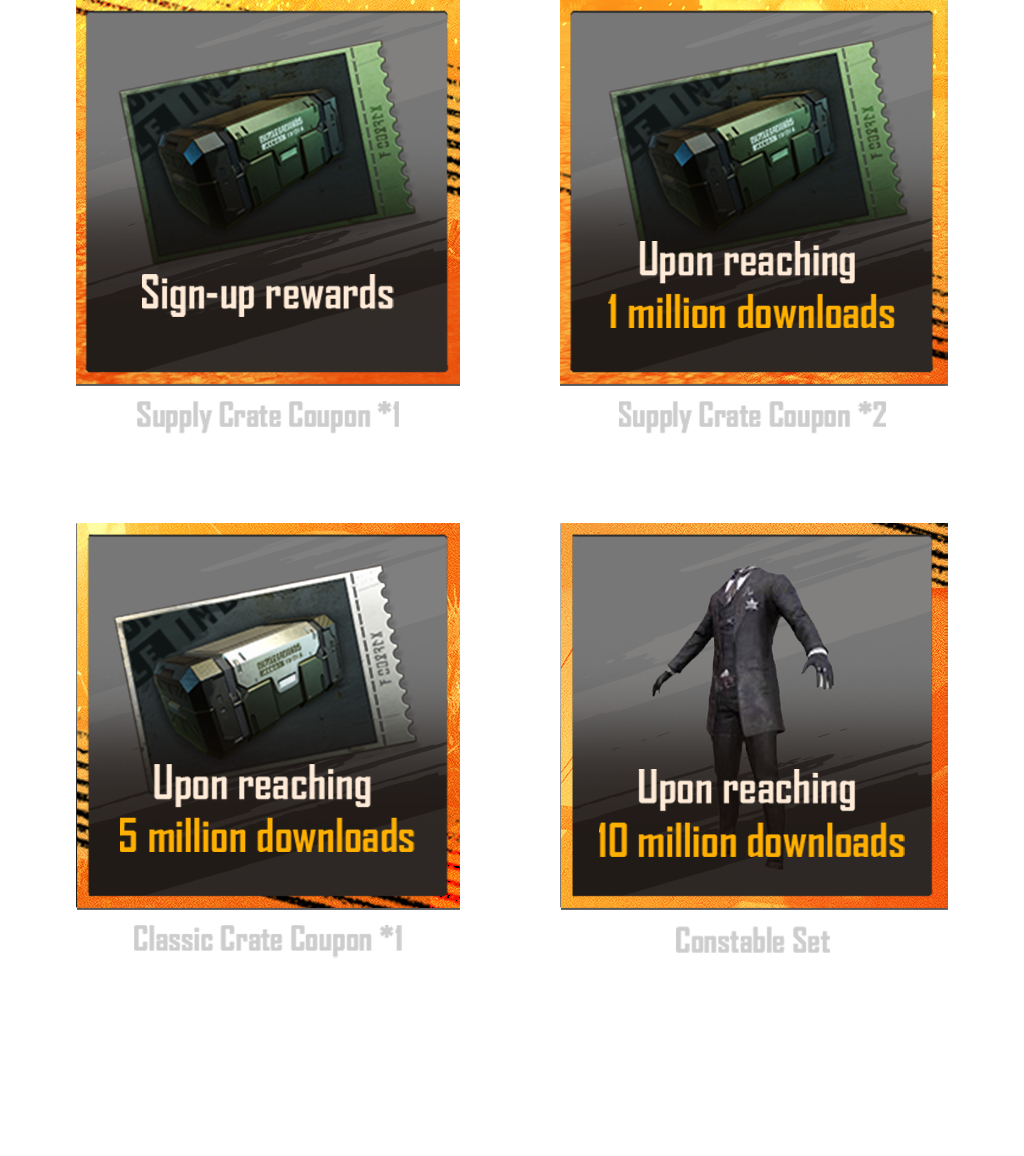 Sign-up rewards
Supply Crate Coupon *1
Upon reaching
1 million downloads
Supply Crate Coupon *2
Upon reaching
5 million downloads
Classic Crate Coupon *1
Upon reaching
10 million downloads
Constable Set